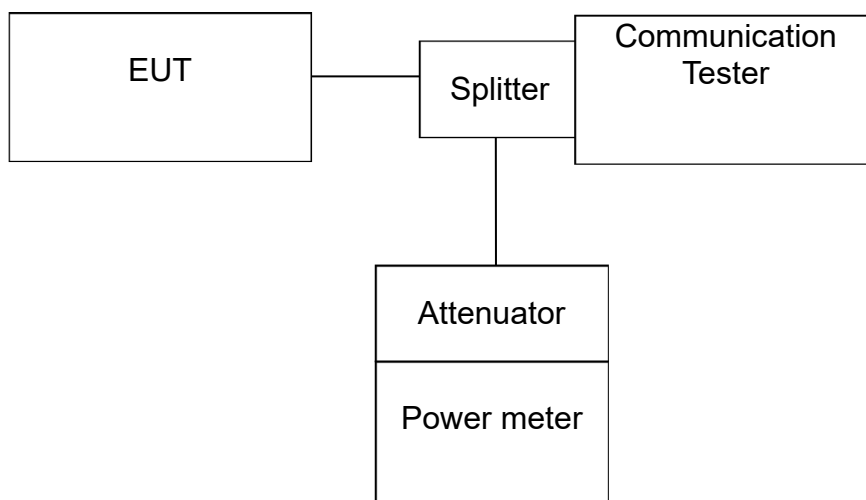 EUT
Splitter
Communication
Tester
Attenuator
Power meter